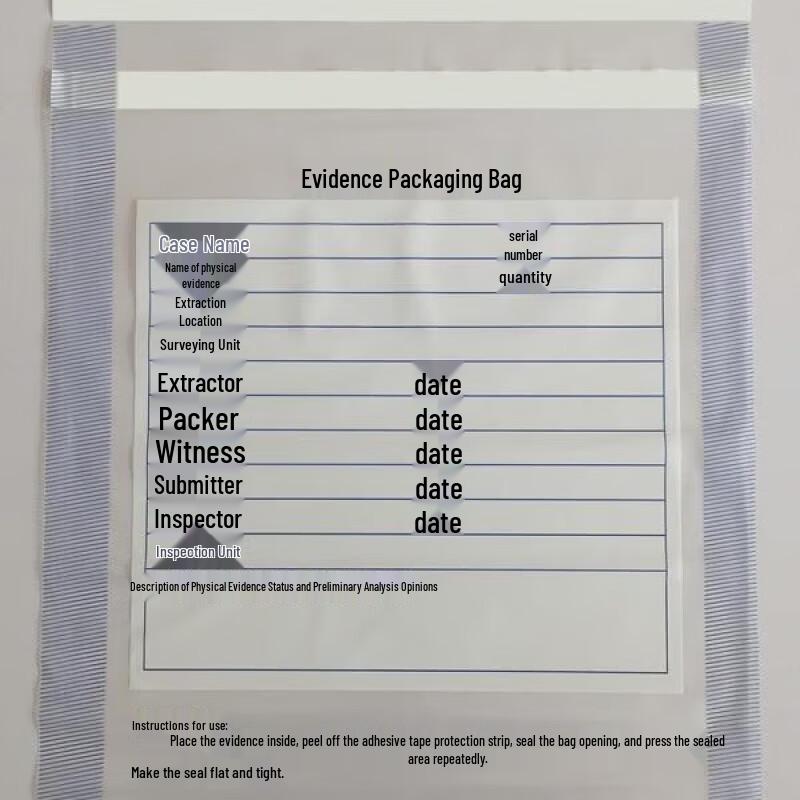 Evidence Packaging Bag
Case Name
serial
number
Name of physical
evidence
quantity
Extraction
Location
Surveying Unit
Extractor date
Packer date
Witness date
Submitter date
Inspector date
Inspection Unit
Description of Physical Evidence Status and Preliminary Analysis Opinions
Instructions for use:
Place the evidence inside, peel off the adhesive tape protection strip, seal the bag opening, and press the sealed
area repeatedly.
Make the seal flat and tight.